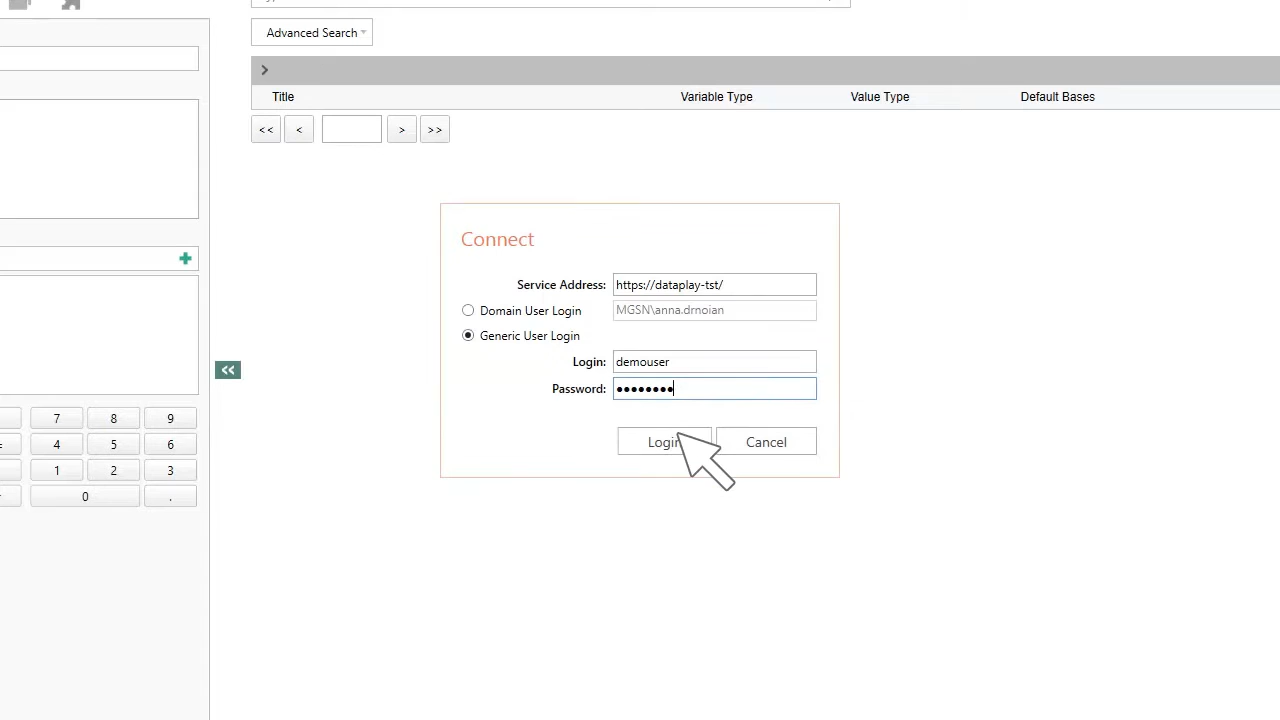 Advanced Search
>
Title Variable Type Value Type Default Bases
<< < > >>
Connect
Service Address: https://dataplay-tst/
Domain User Login MGSN\anna.drnoian
Generic User Login
Login: demouser
Password: ••••••••
Login Cancel
<<
7 8 9
= 4 5 6
1 2 3
0 .